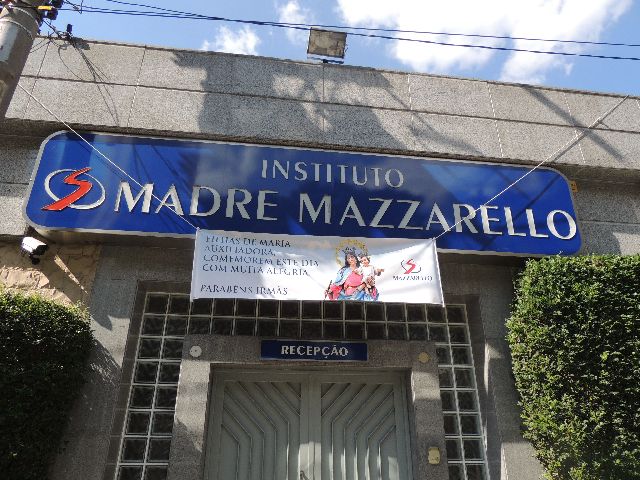 INSTITUTO
MADRE MAZZARELLO
FILHAS DE MARIA
AUXILIADORA,
COMEMOREM ESTE DIA
COM MUITA ALEGRIA.
PARABÉNS IRMÃS
MAZZARELLO
RECEPÇÃO